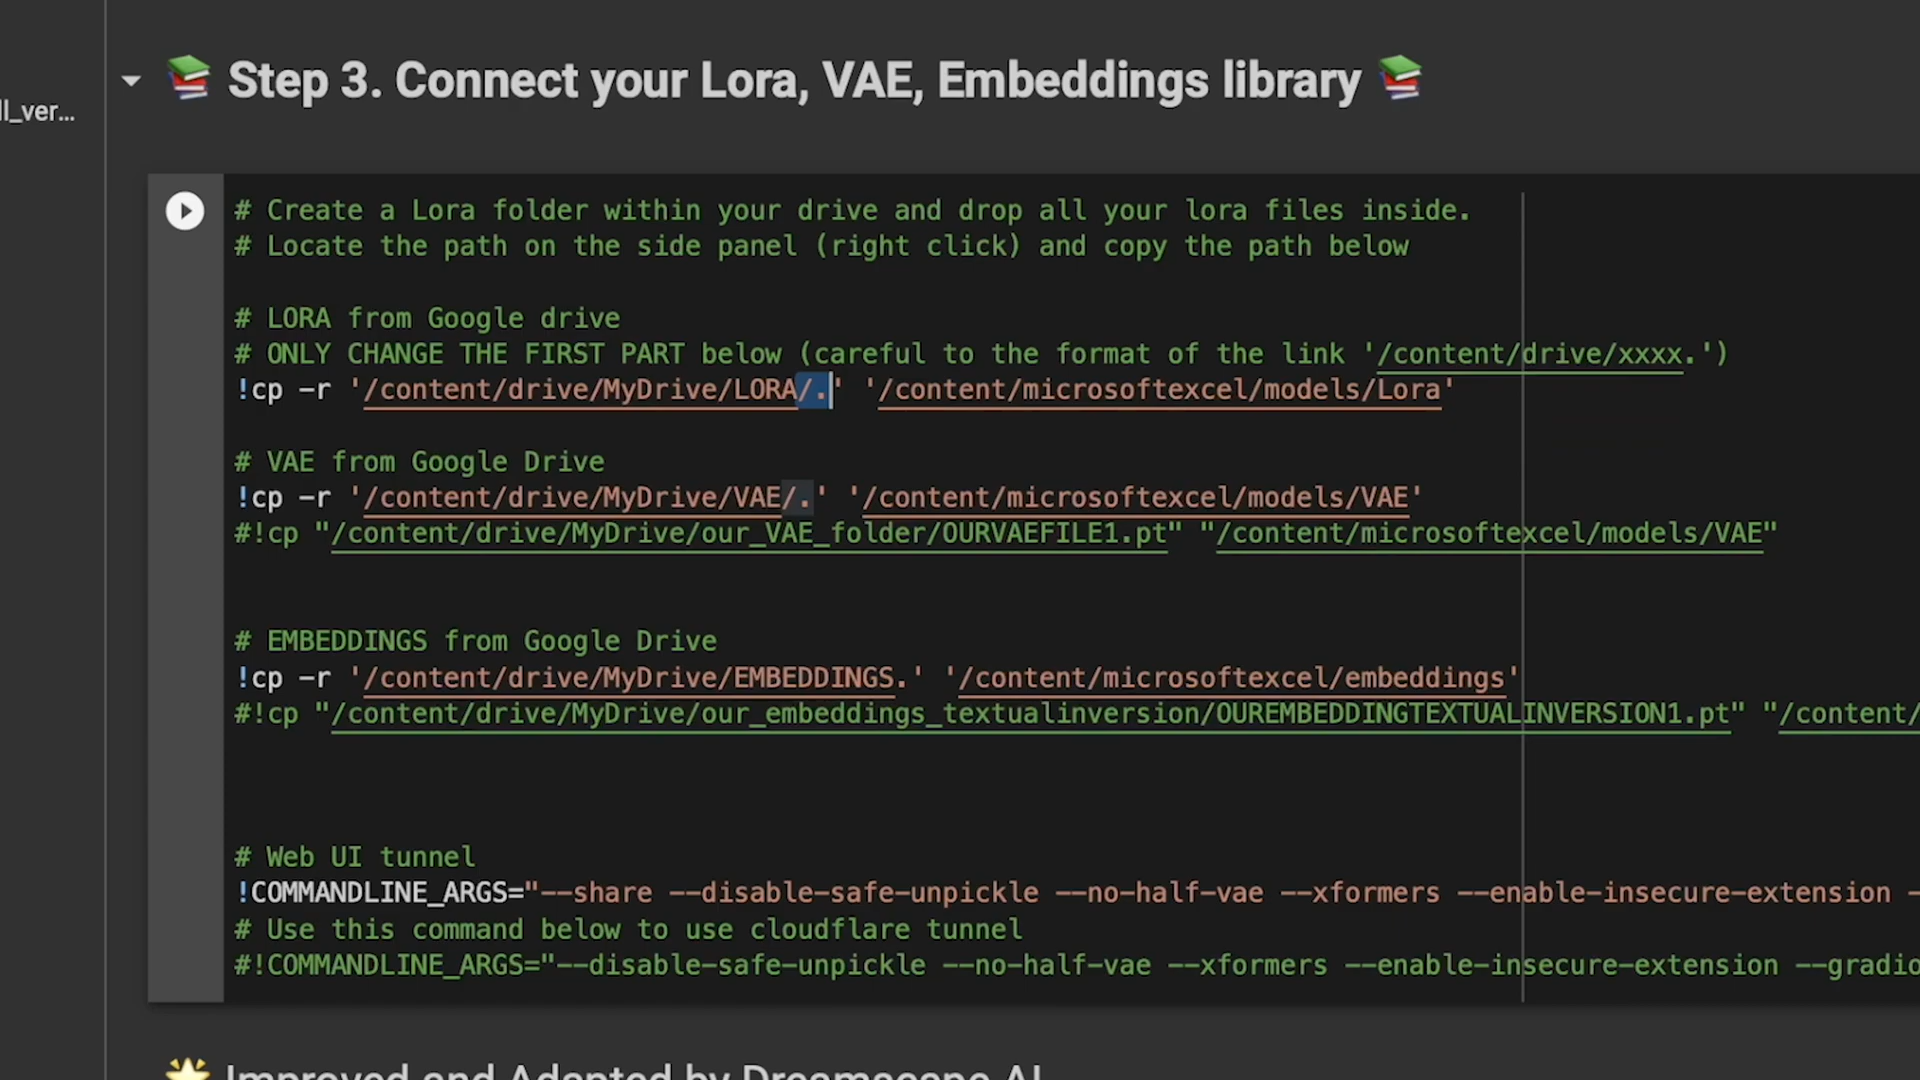 ll_ver...
Step 3. Connect your Lora, VAE, Embeddings library
# Create a Lora folder within your drive and drop all your lora files inside.
# Locate the path on the side panel (right click) and copy the path below
# LORA from Google drive
# ONLY CHANGE THE FIRST PART below (careful to the format of the link '/content/drive/xxxx.')
!cp -r '/content/drive/MyDrive/LORA/.' '/content/microsoftexcel/models/Lora'
# VAE from Google Drive
!cp -r '/content/drive/MyDrive/VAE/.' '/content/microsoftexcel/models/VAE'
#!cp "/content/drive/MyDrive/our_VAE_folder/OURVAEFILE1.pt" "/content/microsoftexcel/models/VAE"
# EMBEDDINGS from Google Drive
!cp -r '/content/drive/MyDrive/EMBEDDINGS.' '/content/microsoftexcel/embeddings'
#!cp "/content/drive/MyDrive/our_embeddings_textualinversion/OUREMBEDDINGTEXTUALINVERSION1.pt" "/content/
# Web UI tunnel
!COMMANDLINE_ARGS="--share --disable-safe-unpickle --no-half-vae --xformers --enable-insecure-extension -
# Use this command below to use cloudflare tunnel
#!COMMANDLINE_ARGS="--disable-safe-unpickle --no-half-vae --xformers --enable-insecure-extension --gradio
Improved and Adapted by Dreamscape AI